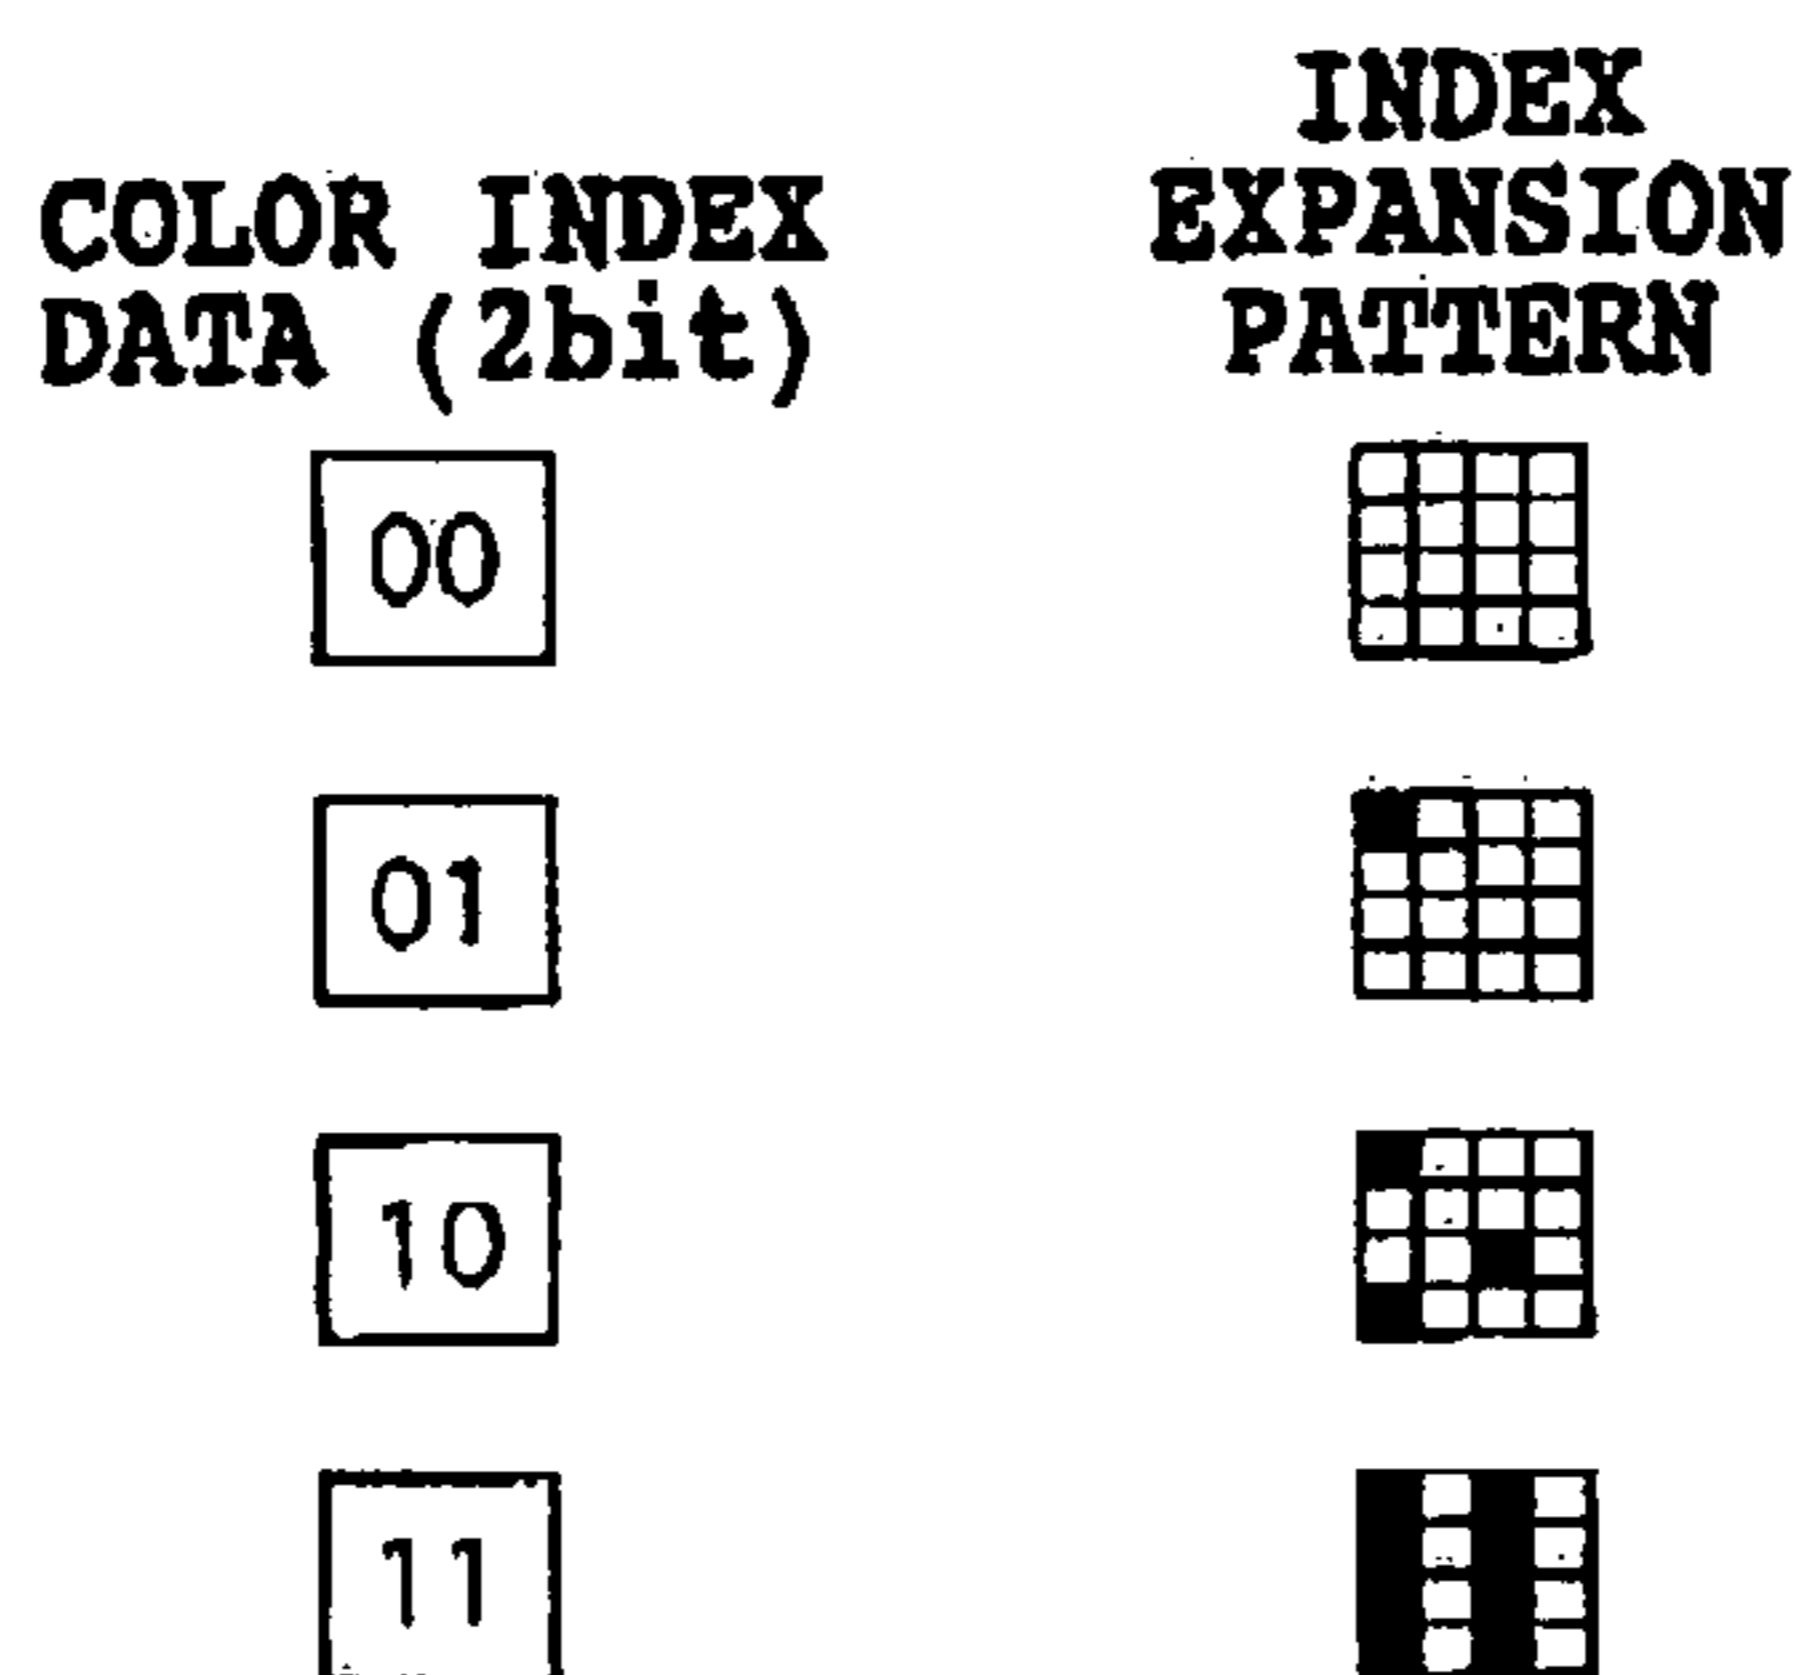 COLOR INDEX
DATA (2bit)
INDEX
EXPANSION
PATTERN
00
01
10
11